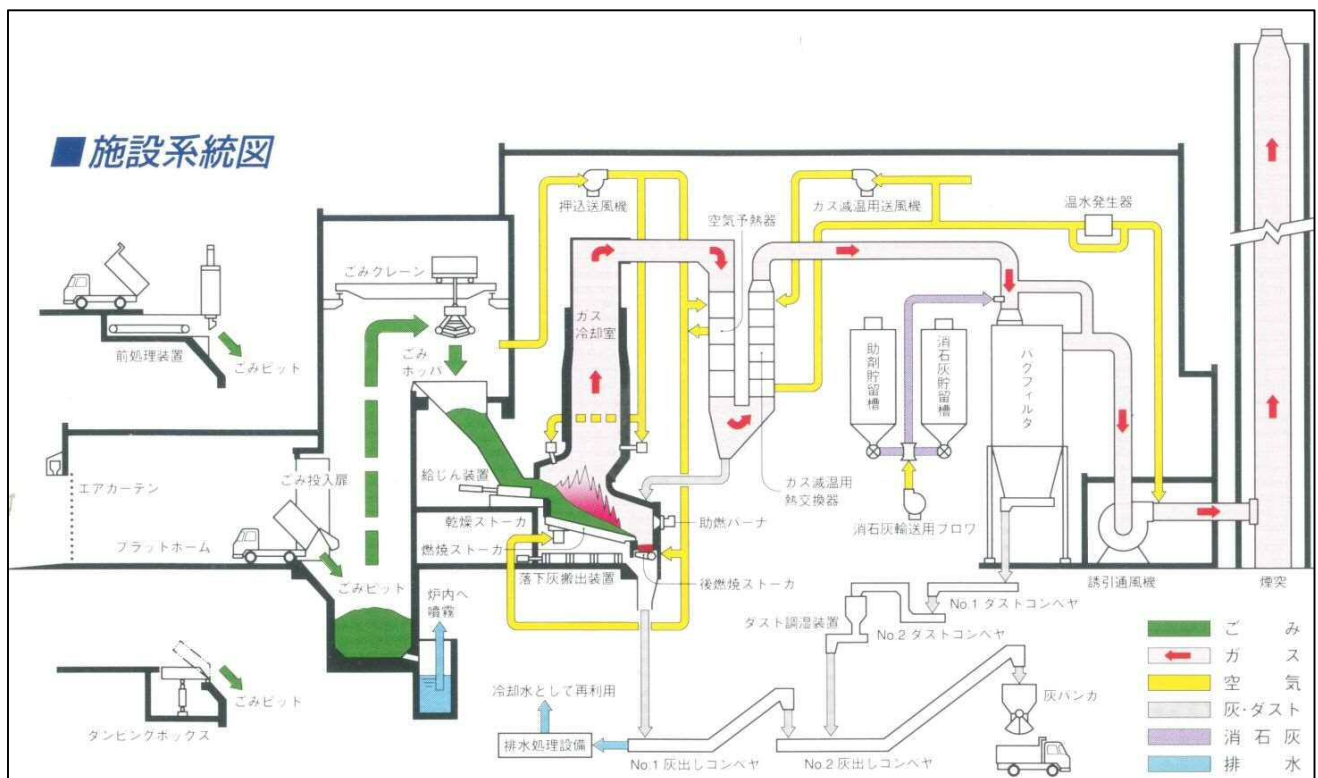 ■施設系統図
押込送風機
空気予熱器
ガス減温用送風機
温水発生器
ごみクレーン
ガス
冷却室
前処理装置
ごみピット
ごみ
ホッパ
助剤貯留槽
消石灰貯留槽
バグフィルタ
エアカーテン
ごみ投入扉
給じん装置
ガス減温用
熱交換器
乾燥ストーカ
助燃バーナ
消石灰輸送用ブロワ
プラットホーム
燃焼ストーカ
落下灰搬出装置
後燃焼ストーカ
誘引通風機
煙突
ごみピット
炉内へ
噴霧
No.1 ダストコンベヤ
ダスト調湿装置
No.2 ダストコンベヤ
ごみ
ガス
空気
灰・ダスト
消石灰
排水
ごみピット
冷却水として再利用
灰バンカ
ダンピングボックス
排水処理設備
No.1 灰出しコンベヤ
No.2 灰出しコンベヤ